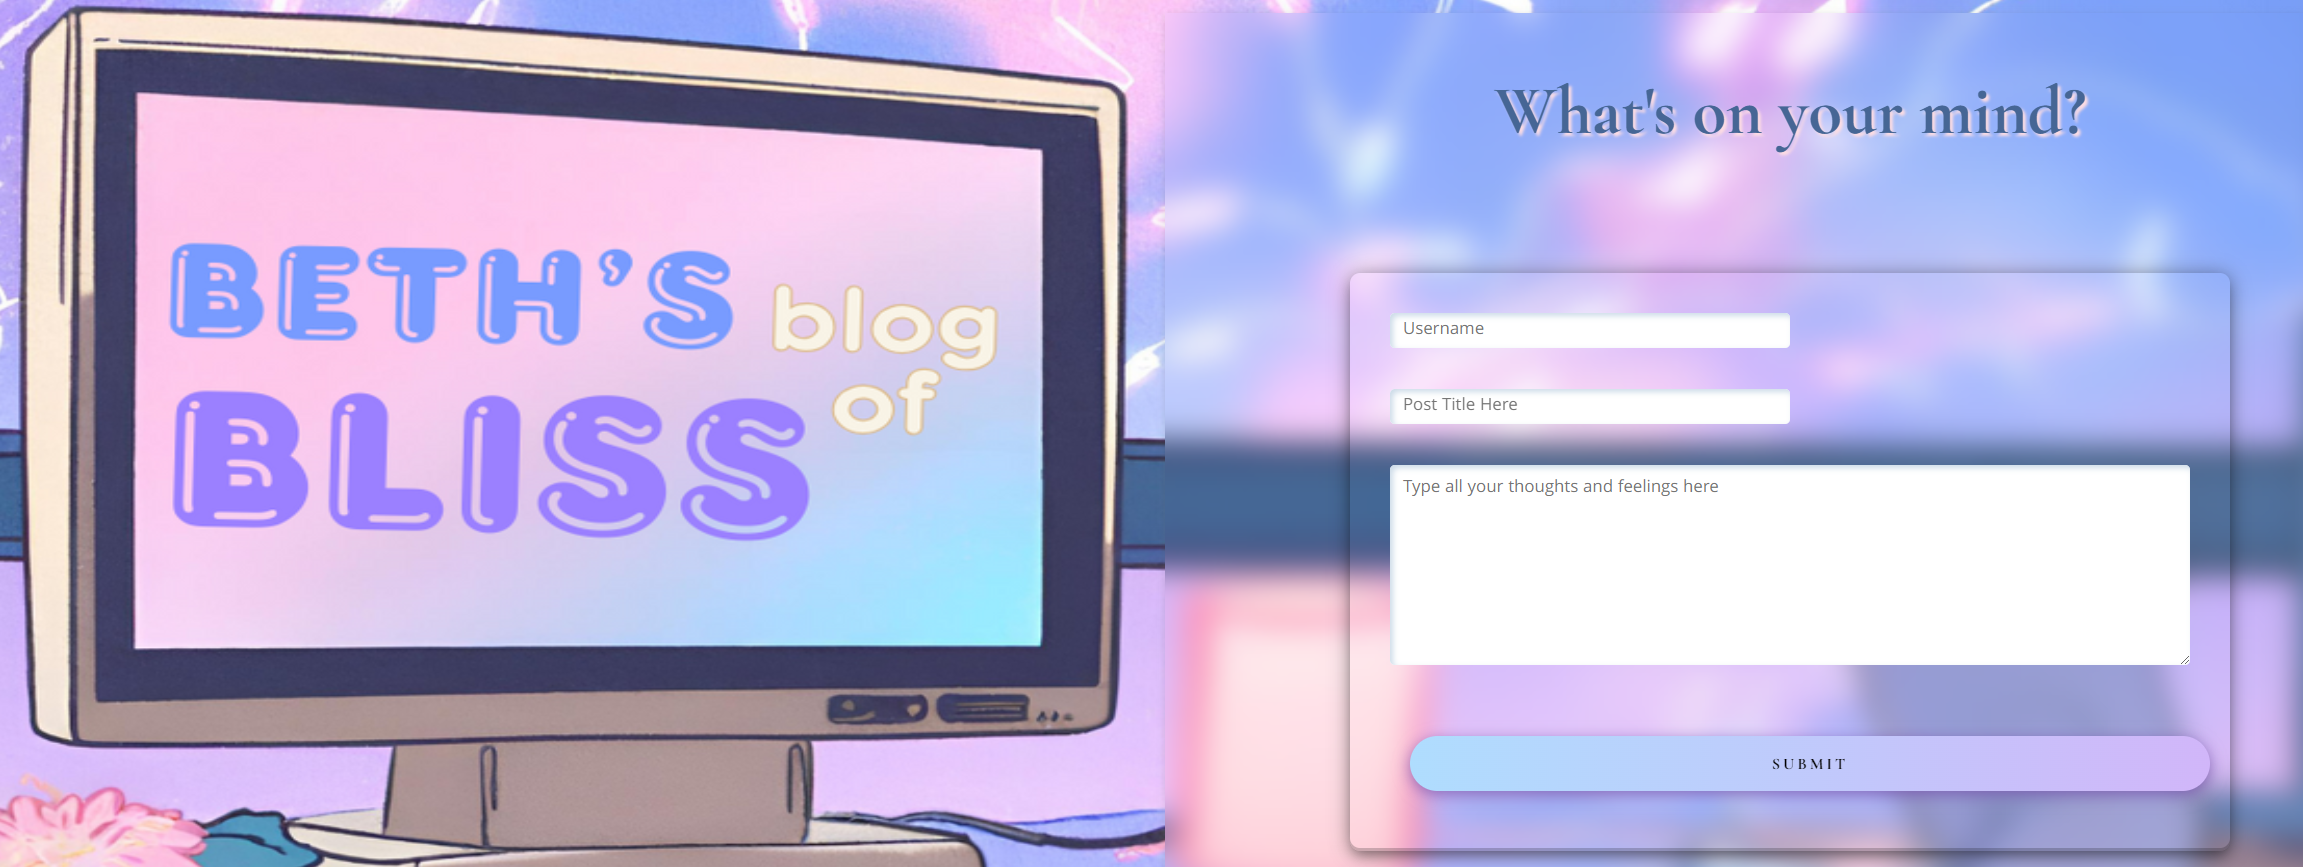 BETH'S
blog
of
BLISS
What's on your mind?
Username
Post Title Here
Type all your thoughts and feelings here
SUBMIT